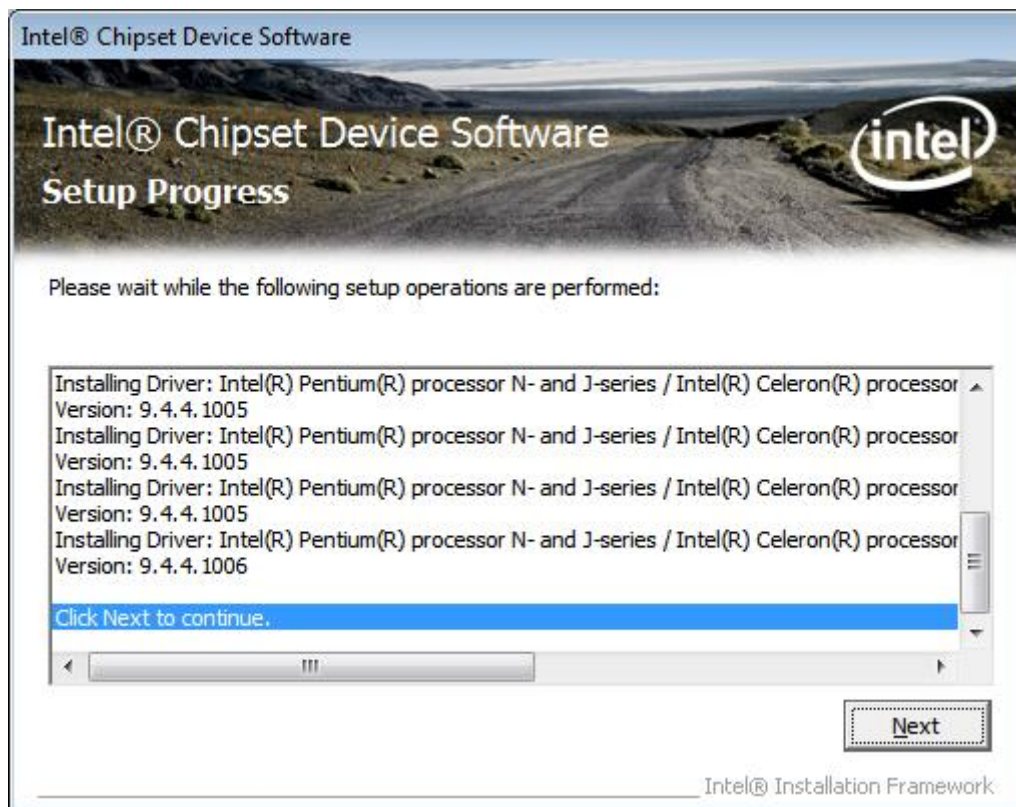 Intel® Chipset Device Software
Intel® Chipset Device Software
intel
Setup Progress
Please wait while the following setup operations are performed:
Installing Driver: Intel(R) Pentium(R) processor N- and J-series / Intel(R) Celeron(R) processor
Version: 9.4.4.1005
Installing Driver: Intel(R) Pentium(R) processor N- and J-series / Intel(R) Celeron(R) processor
Version: 9.4.4.1005
Installing Driver: Intel(R) Pentium(R) processor N- and J-series / Intel(R) Celeron(R) processor
Version: 9.4.4.1005
Installing Driver: Intel(R) Pentium(R) processor N- and J-series / Intel(R) Celeron(R) processor
Version: 9.4.4.1006
Click Next to continue.
Next
Intel® Installation Framework